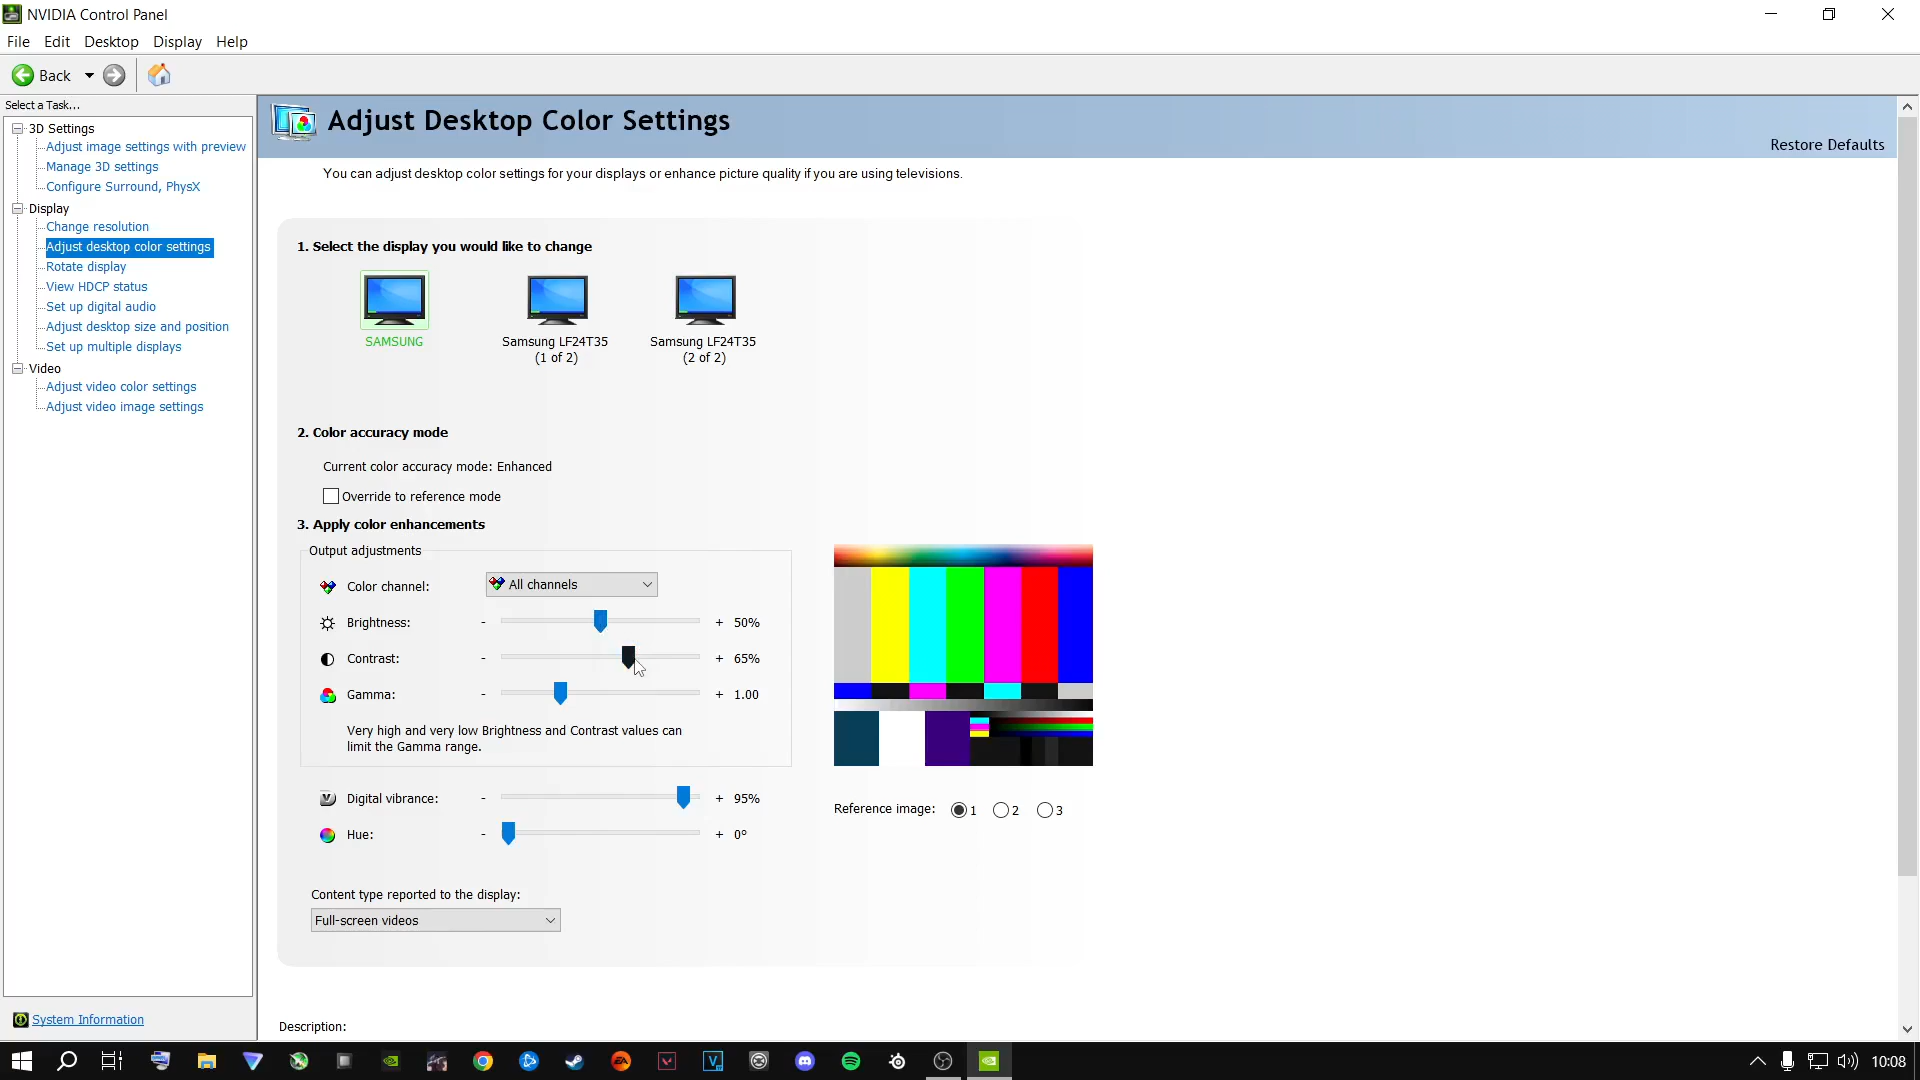 NVIDIA Control Panel
File Edit Desktop Display Help
Back
Select a Task...
3D Settings
Adjust image settings with preview
Manage 3D settings
Configure Surround, PhysX
Display
Change resolution
Adjust desktop color settings
Rotate display
View HDCP status
Set up digital audio
Adjust desktop size and position
Set up multiple displays
Video
Adjust video color settings
Adjust video image settings
System Information
Adjust Desktop Color Settings
Restore Defaults
You can adjust desktop color settings for your displays or enhance picture quality if you are using televisions.
1. Select the display you would like to change
SAMSUNG
Samsung LF24T35
(1 of 2)
Samsung LF24T35
(2 of 2)
2. Color accuracy mode
Current color accuracy mode: Enhanced
Override to reference mode
3. Apply color enhancements
Output adjustments
Color channel: All channels
Brightness: - + 50%
Contrast: - + 65%
Gamma: - + 1.00
Very high and very low Brightness and Contrast values can
limit the Gamma range.
Digital vibrance: - + 95%
Hue: - + 0°
Reference image: 1 2 3
Content type reported to the display:
Full-screen videos
Description:
10:08